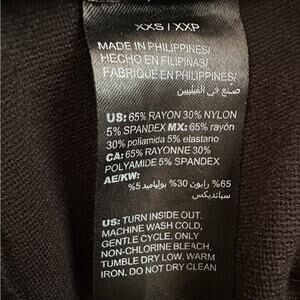 XXS / XXP
MADE IN PHILIPPINES/
HECHO EN FILIPINAS/
FABRIQUÉ EN PHILIPPINES/
صنع في الفلبين
US: 65% RAYON 30% NYLON
5% SPANDEX MX: 65% rayón
30% poliamida 5% elastano
CA: 65% RAYONNE 30%
POLYAMIDE 5% SPANDEX
AE/KW:
65% رايون 30% بولياميد 5%
سباندكس
US: TURN INSIDE OUT,
MACHINE WASH COLD,
GENTLE CYCLE. ONLY
NON-CHLORINE BLEACH.
TUMBLE DRY LOW. WARM
IRON. DO NOT DRY CLEAN